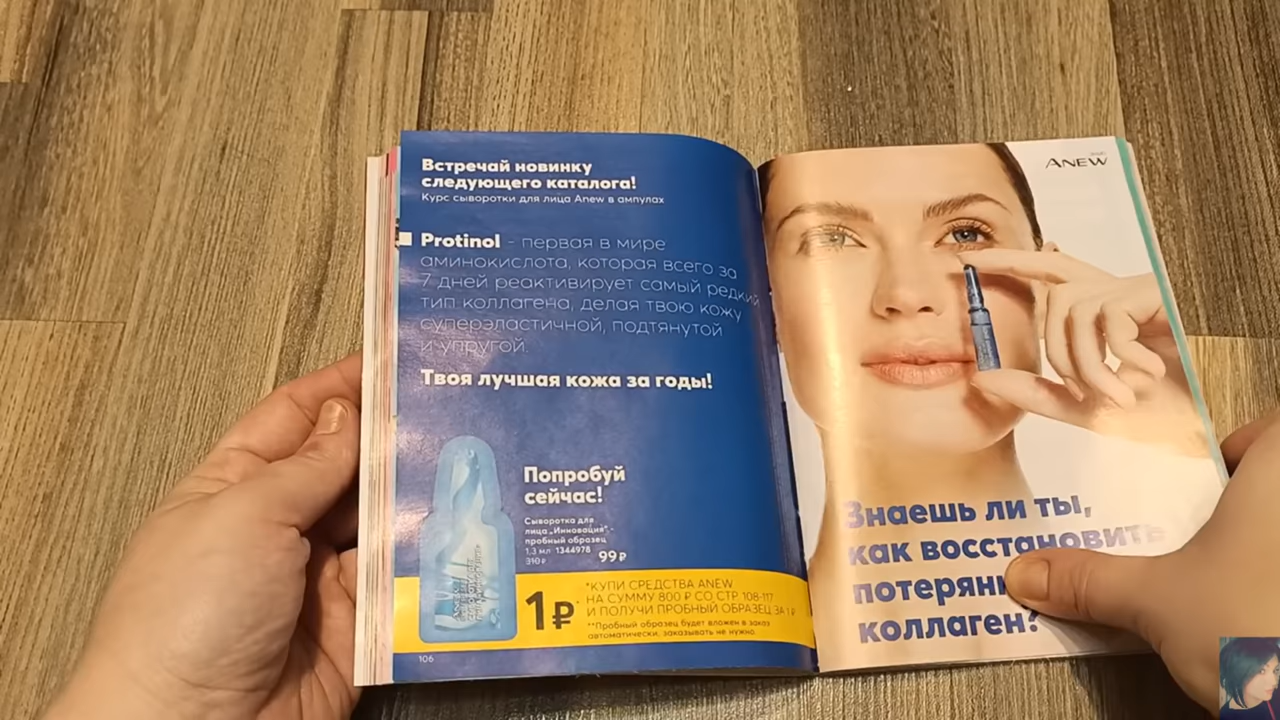 Встречай новинку
следующего каталога!
Курс сыворотки для лица Anew в ампулах
Protinol - первая в мире
аминокислота, которая всего за
7 дней реактивирует самый редкий
тип коллагена, делая твою кожу
суперэластичной, подтянутой
и упругой.
Твоя лучшая кожа за годы!
Попробуй
сейчас!
Сыворотка для
лица „Инновация" -
пробный образец
1.3 мл 1344978
310 ₽ 99 ₽
1₽*
*КУПИ СРЕДСТВА ANEW
НА СУММУ 800 ₽ СО СТР. 108-117
И ПОЛУЧИ ПРОБНЫЙ ОБРАЗЕЦ ЗА 1 ₽
**Пробный образец будет вложен в заказ
автоматически, заказывать не нужно.
106
ANEW
Знаешь ли ты,
как восстановить
коллаген?